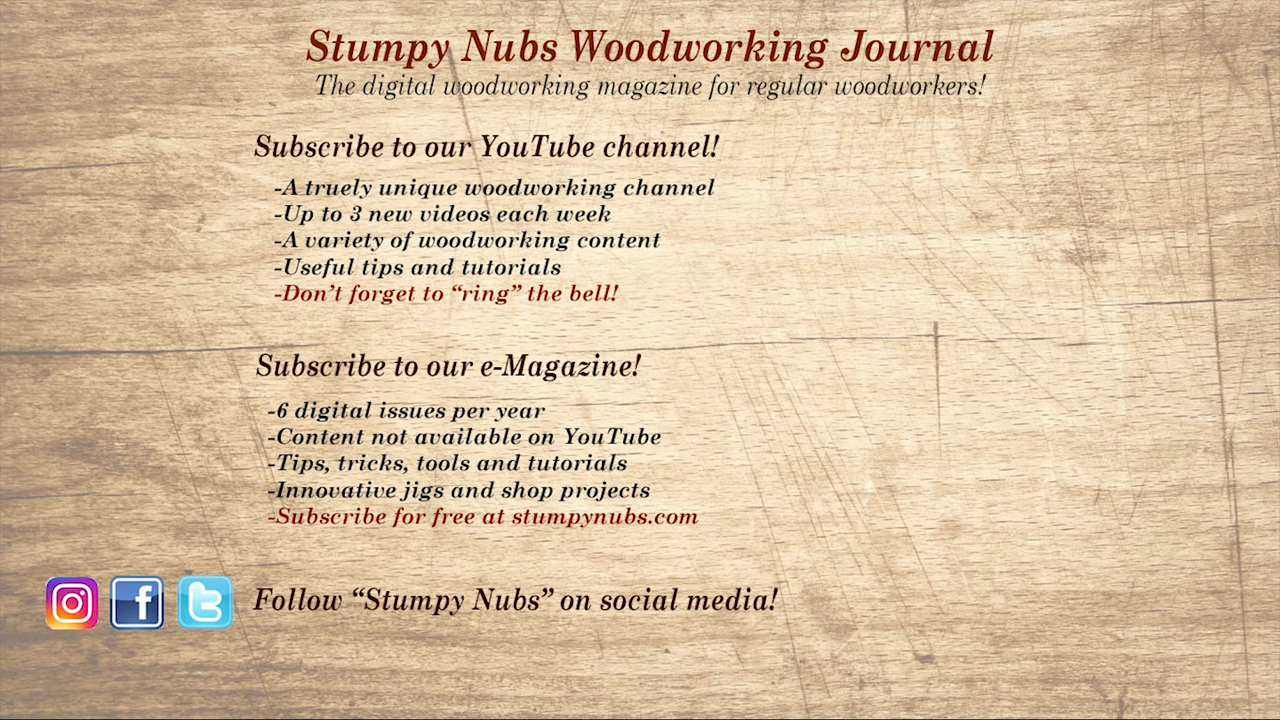 Stumpy Nubs Woodworking Journal
The digital woodworking magazine for regular woodworkers!
Subscribe to our YouTube channel!
-A truely unique woodworking channel
-Up to 3 new videos each week
-A variety of woodworking content
-Useful tips and tutorials
-Don't forget to “ring” the bell!
Subscribe to our e-Magazine!
-6 digital issues per year
-Content not available on YouTube
-Tips, tricks, tools and tutorials
-Innovative jigs and shop projects
-Subscribe for free at stumpynubs.com
Follow “Stumpy Nubs” on social media!